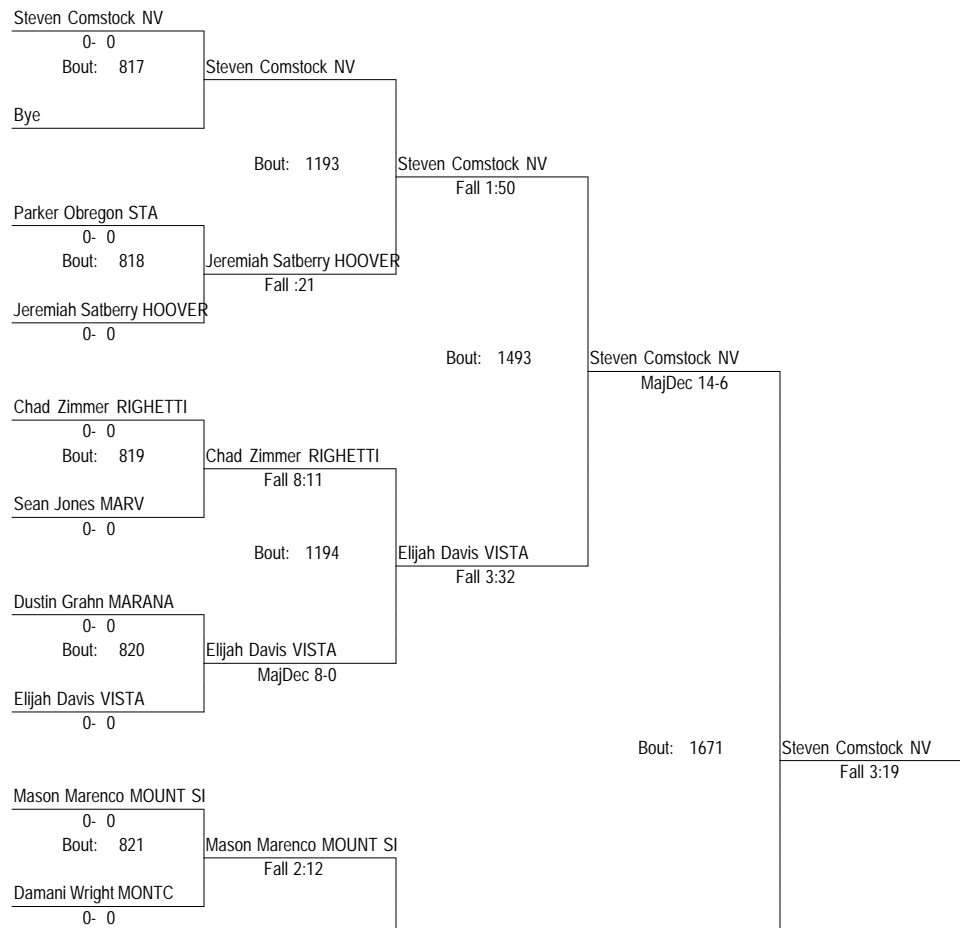 Steven Comstock NV
0- 0
Bout: 817
Steven Comstock NV
Bye
Bout: 1193
Steven Comstock NV
Fall 1:50
Parker Obregon STA
0- 0
Bout: 818
Jeremiah Satberry HOOVER
Fall :21
Jeremiah Satberry HOOVER
0- 0
Bout: 1493
Steven Comstock NV
MajDec 14-6
Chad Zimmer RIGHETTI
0- 0
Bout: 819
Chad Zimmer RIGHETTI
Fall 8:11
Sean Jones MARV
0- 0
Bout: 1194
Elijah Davis VISTA
Fall 3:32
Dustin Grahn MARANA
0- 0
Bout: 820
Elijah Davis VISTA
MajDec 8-0
Elijah Davis VISTA
0- 0
Bout: 1671
Steven Comstock NV
Fall 3:19
Mason Marenco MOUNT SI
0- 0
Bout: 821
Mason Marenco MOUNT SI
Fall 2:12
Damani Wright MONTC
0- 0